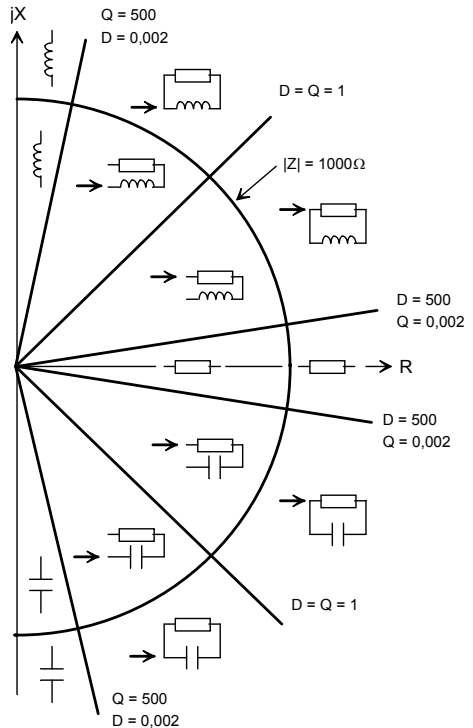 jX
Q = 500
D = 0,002
D = Q = 1
|Z| = 1000Ω
D = 500
Q = 0,002
R
D = 500
Q = 0,002
D = Q = 1
Q = 500
D = 0,002